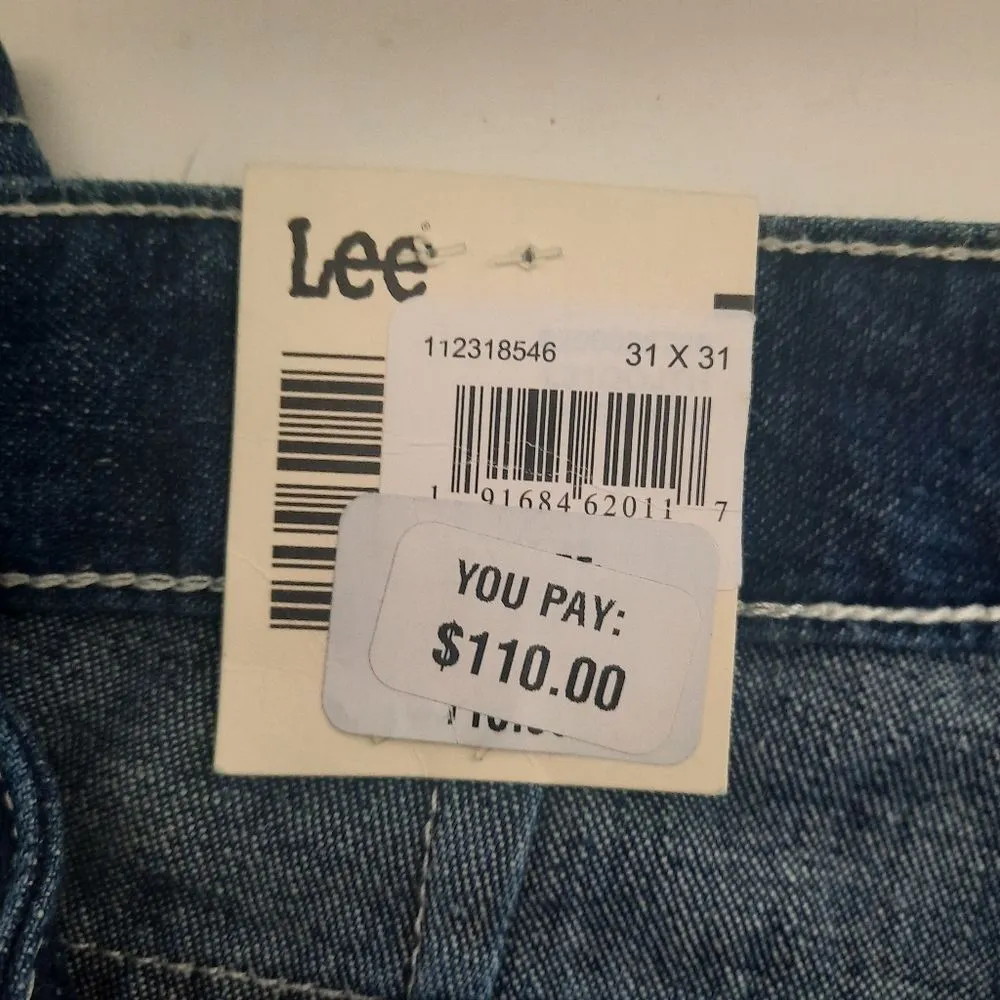 Lee
112318546 31 X 31
1 91684 62011 7
YOU PAY:
$110.00